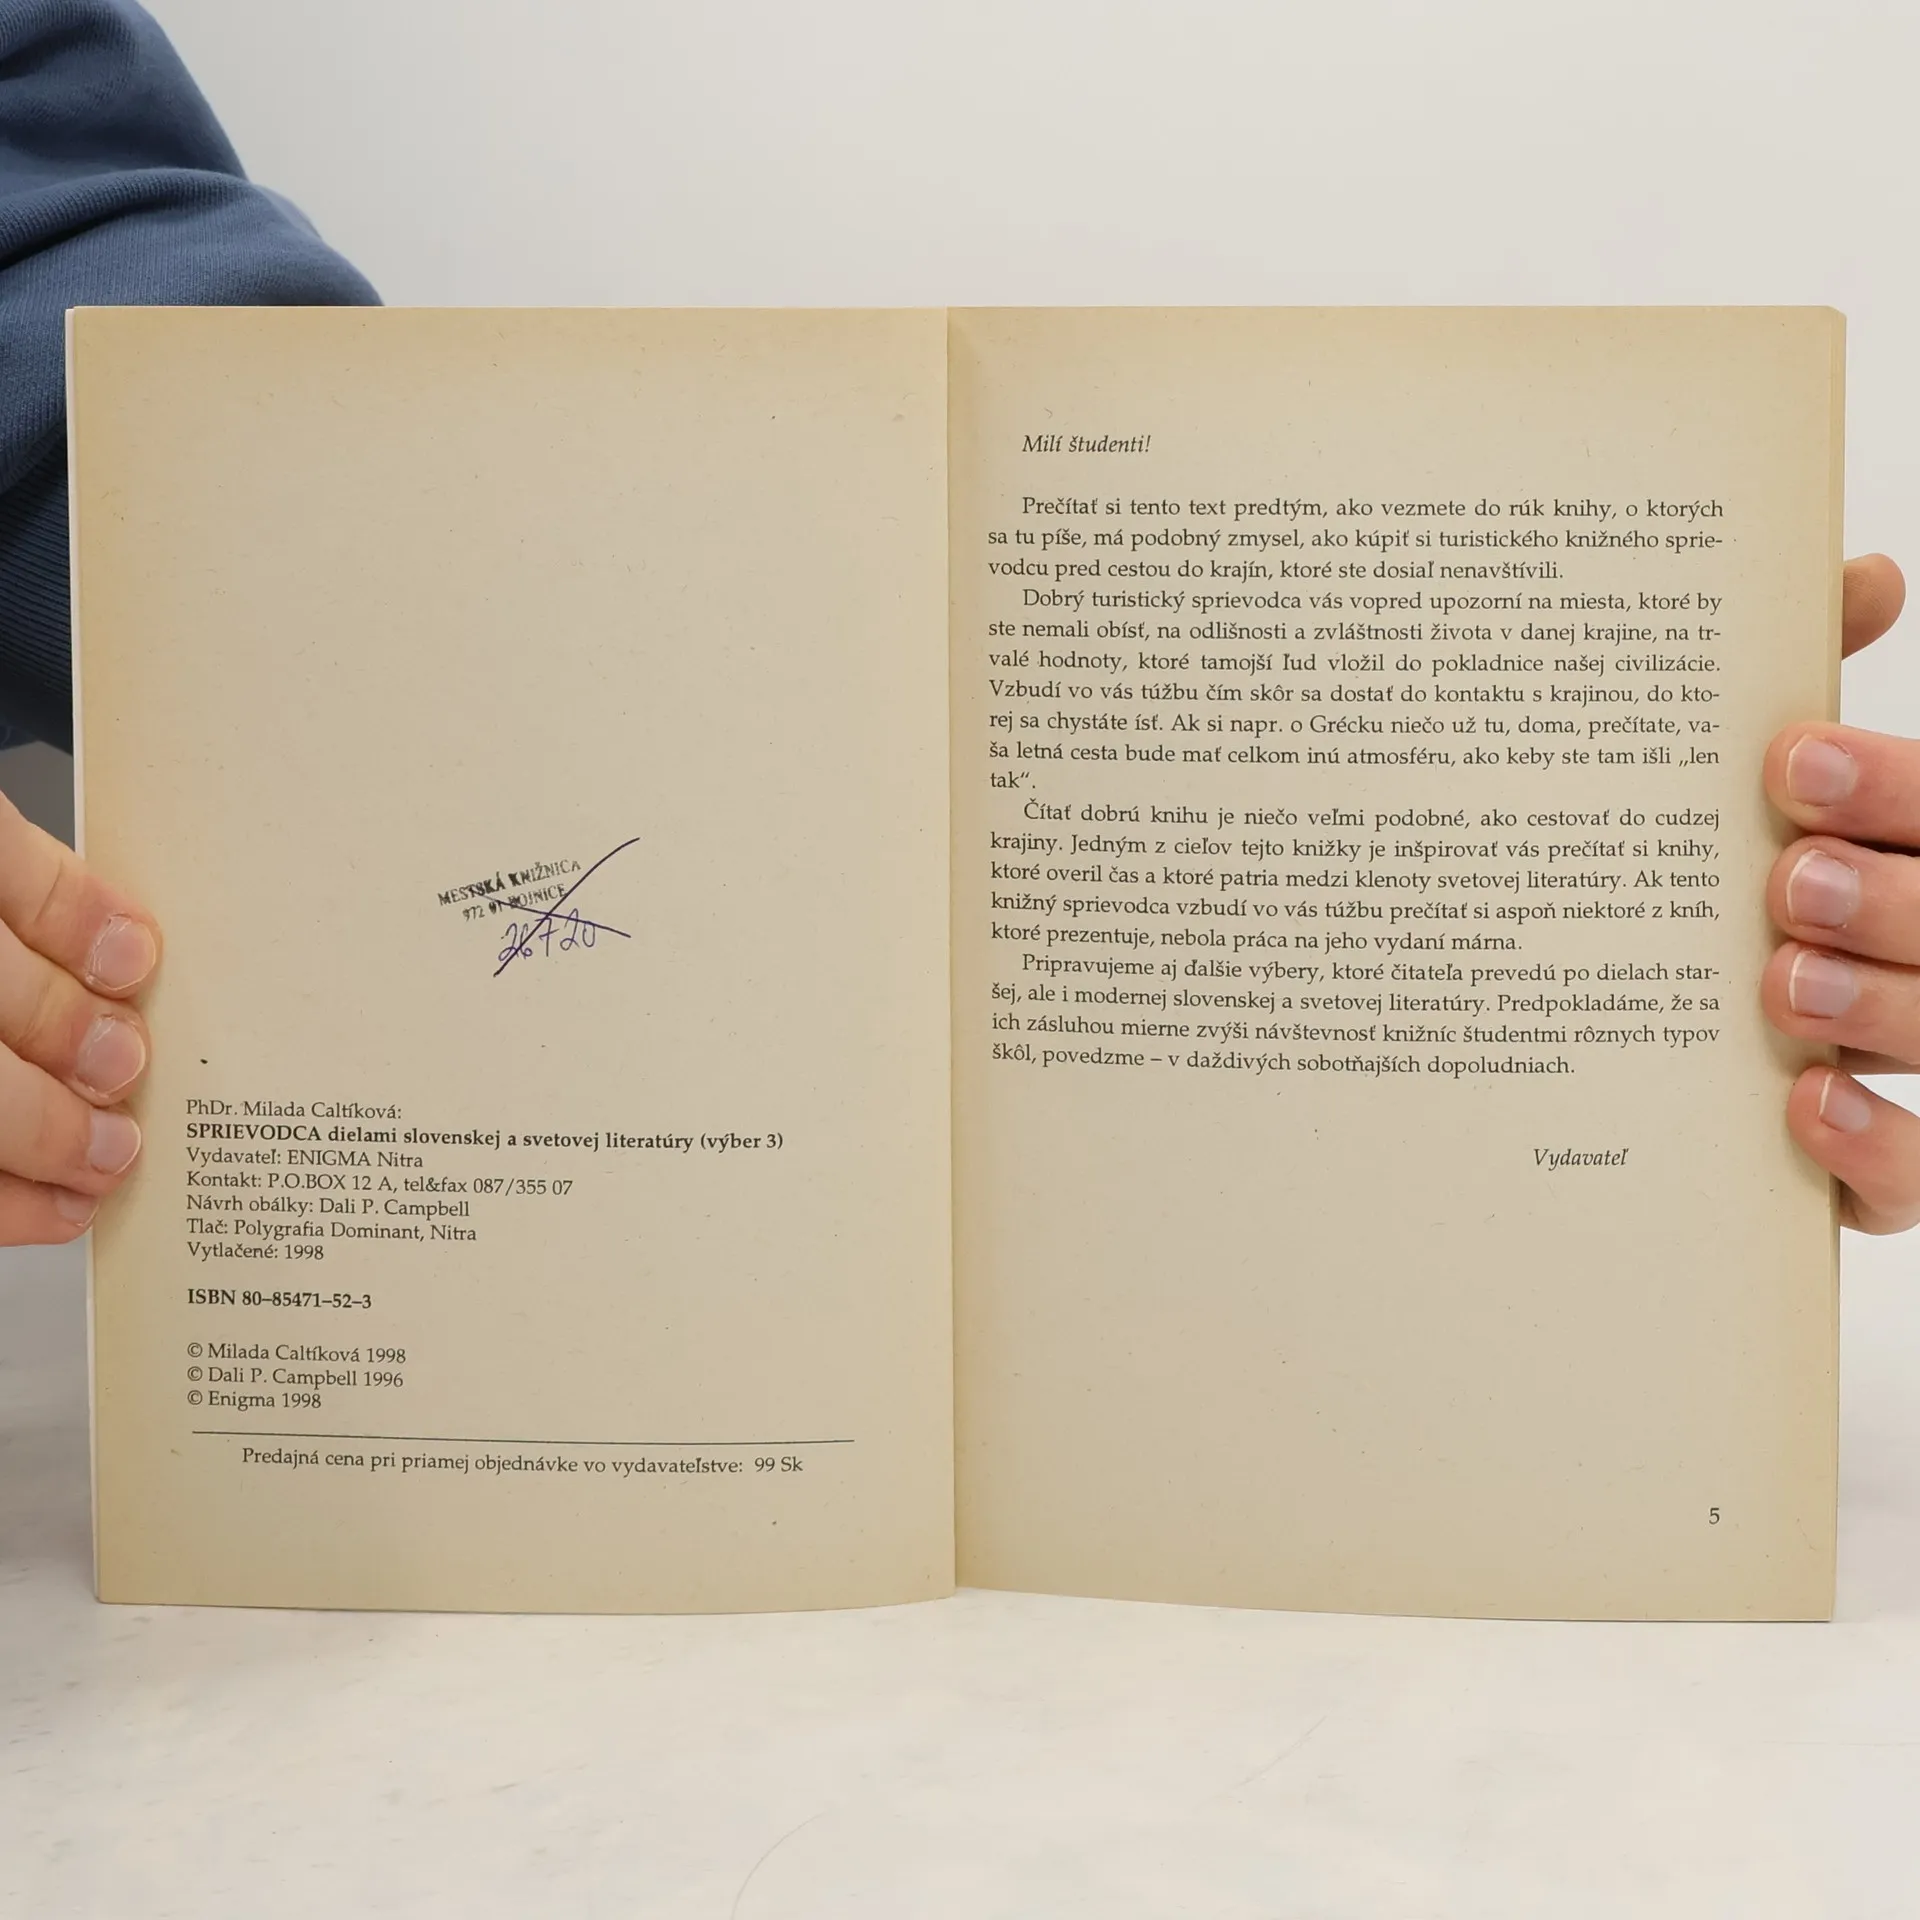 MESTSKÁ KNIŽNICA
972 01 BOJNICE
26720
PhDr. Milada Caltíková:
SPRIEVODCA dielami slovenskej a svetovej literatúry (výber 3)
Vydavateľ: ENIGMA Nitra
Kontakt: P.O.BOX 12 A, tel&fax 087/355 07
Návrh obálky: Dali P. Campbell
Tlač: Polygrafia Dominant, Nitra
Vytlačené: 1998
ISBN 80–85471–52–3
© Milada Caltíková 1998
© Dali P. Campbell 1996
© Enigma 1998
Predajná cena pri priamej objednávke vo vydavateľstve: 99 Sk
Milí študenti!
Prečítať si tento text predtým, ako vezmete do rúk knihy, o ktorých
sa tu píše, má podobný zmysel, ako kúpiť si turistického knižného sprie-
vodcu pred cestou do krajín, ktoré ste dosiaľ nenavštívili.
Dobrý turistický sprievodca vás vopred upozorní na miesta, ktoré by
ste nemali obísť, na odlišnosti a zvláštnosti života v danej krajine, na tr-
valé hodnoty, ktoré tamojší ľud vložil do pokladnice našej civilizácie.
Vzbudí vo vás túžbu čím skôr sa dostať do kontaktu s krajinou, do kto-
rej sa chystáte ísť. Ak si napr. o Grécku niečo už tu, doma, prečítate, va-
ša letná cesta bude mať celkom inú atmosféru, ako keby ste tam išli „len
tak“.
Čítať dobrú knihu je niečo veľmi podobné, ako cestovať do cudzej
krajiny. Jedným z cieľov tejto knižky je inšpirovať vás prečítať si knihy,
ktoré overil čas a ktoré patria medzi klenoty svetovej literatúry. Ak tento
knižný sprievodca vzbudí vo vás túžbu prečítať si aspoň niektoré z kníh,
ktoré prezentuje, nebola práca na jeho vydaní márna.
Pripravujeme aj ďalšie výbery, ktoré čitateľa prevedú po dielach star-
šej, ale i modernej slovenskej a svetovej literatúry. Predpokladáme, že sa
ich zásluhou mierne zvýši návštevnosť knižníc študentmi rôznych typov
škôl, povedzme – v daždivých sobotňajších dopoludniach.
Vydavateľ
5